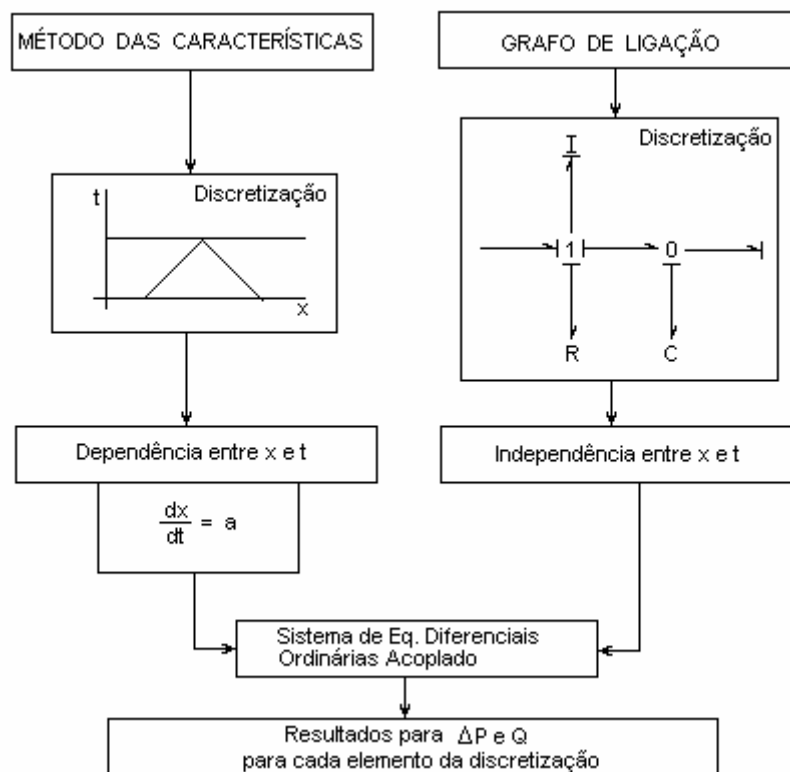 MÉTODO DAS CARACTERÍSTICAS
GRAFO DE LIGAÇÃO
Discretização
t
x
Discretização
I
1
0
R
C
Dependência entre x e t
dx
dt
= a
Independência entre x e t
Sistema de Eq. Diferenciais
Ordinárias Acoplado
Resultados para ΔP e Q
para cada elemento da discretização